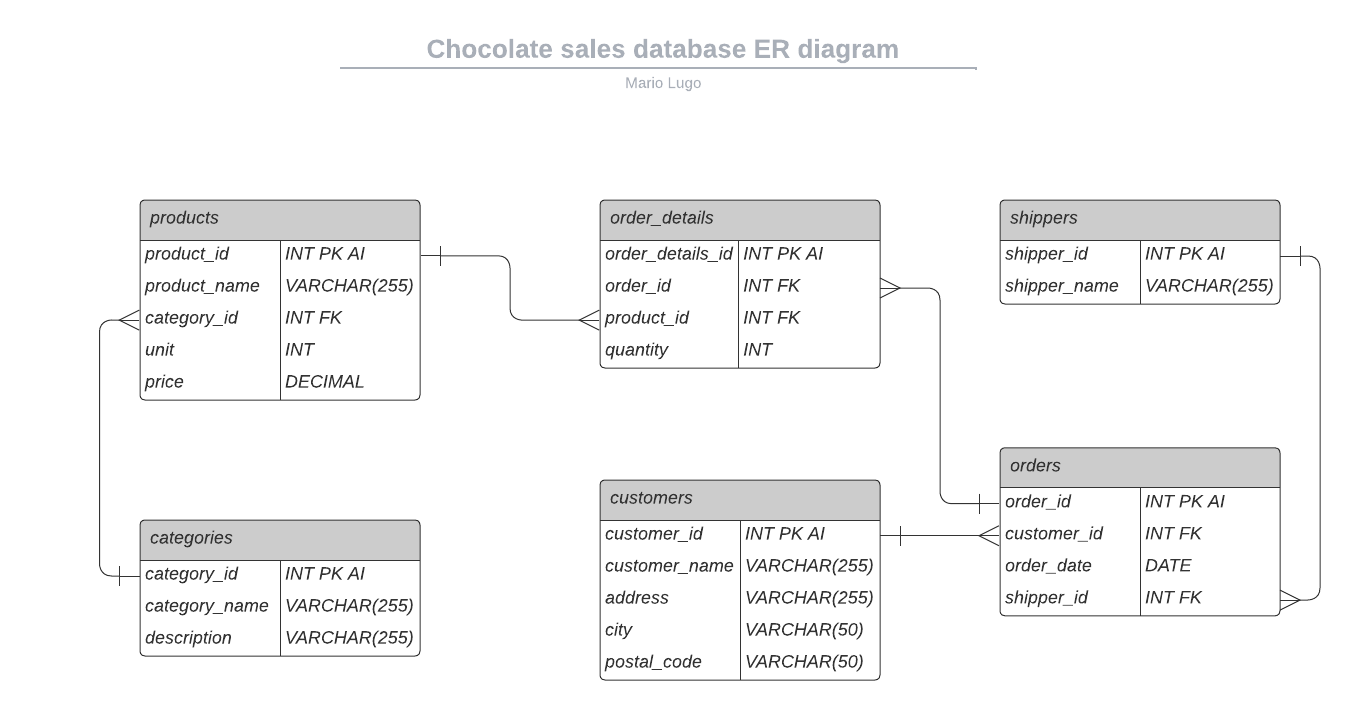 Chocolate sales database ER diagram
Mario Lugo
products
product_id INT PK AI
product_name VARCHAR(255)
category_id INT FK
unit INT
price DECIMAL
order_details
order_details_id INT PK AI
order_id INT FK
product_id INT FK
quantity INT
shippers
shipper_id INT PK AI
shipper_name VARCHAR(255)
categories
category_id INT PK AI
category_name VARCHAR(255)
description VARCHAR(255)
customers
customer_id INT PK AI
customer_name VARCHAR(255)
address VARCHAR(255)
city VARCHAR(50)
postal_code VARCHAR(50)
orders
order_id INT PK AI
customer_id INT FK
order_date DATE
shipper_id INT FK